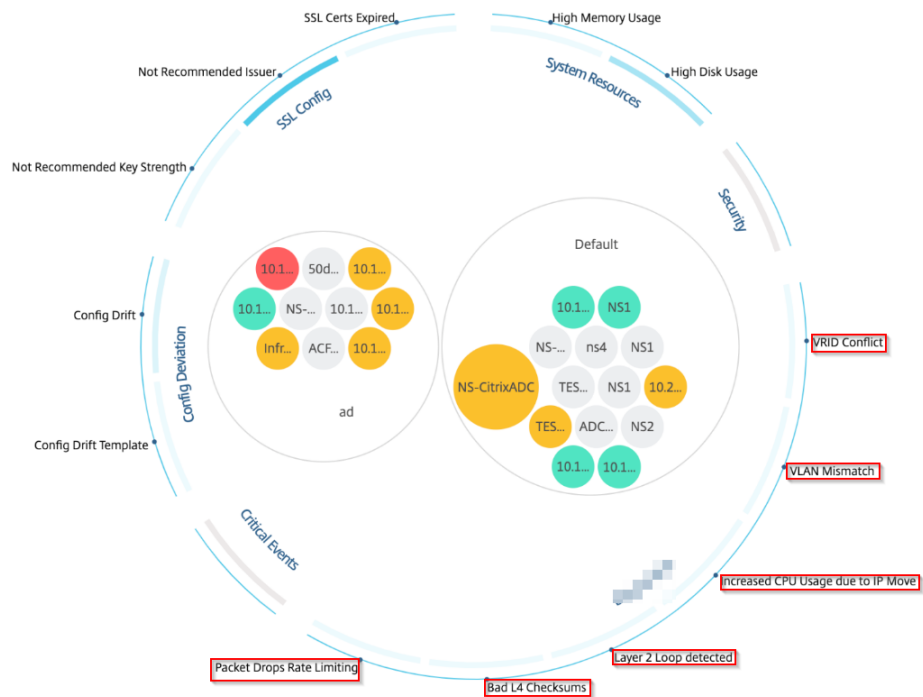 SSL Certs Expired
High Memory Usage
Not Recommended Issuer
System Resources
High Disk Usage
SSL Config
Not Recommended Key Strength
Security
Default
10.1...
50d...
10.1...
10.1...
NS-...
10.1...
10.1...
Infr...
ACF...
10.1...
ad
10.1...
NS1
NS-...
ns4
NS1
NS-CitrixADC
TES...
NS1
10.2...
TES...
ADC...
NS2
10.1...
10.1...
Config Drift
Config Deviation
Config Drift Template
VRID Conflict
VLAN Mismatch
Critical Events
Increased CPU Usage due to IP Move
Layer 2 Loop detected
Packet Drops Rate Limiting
Bad L4 Checksums